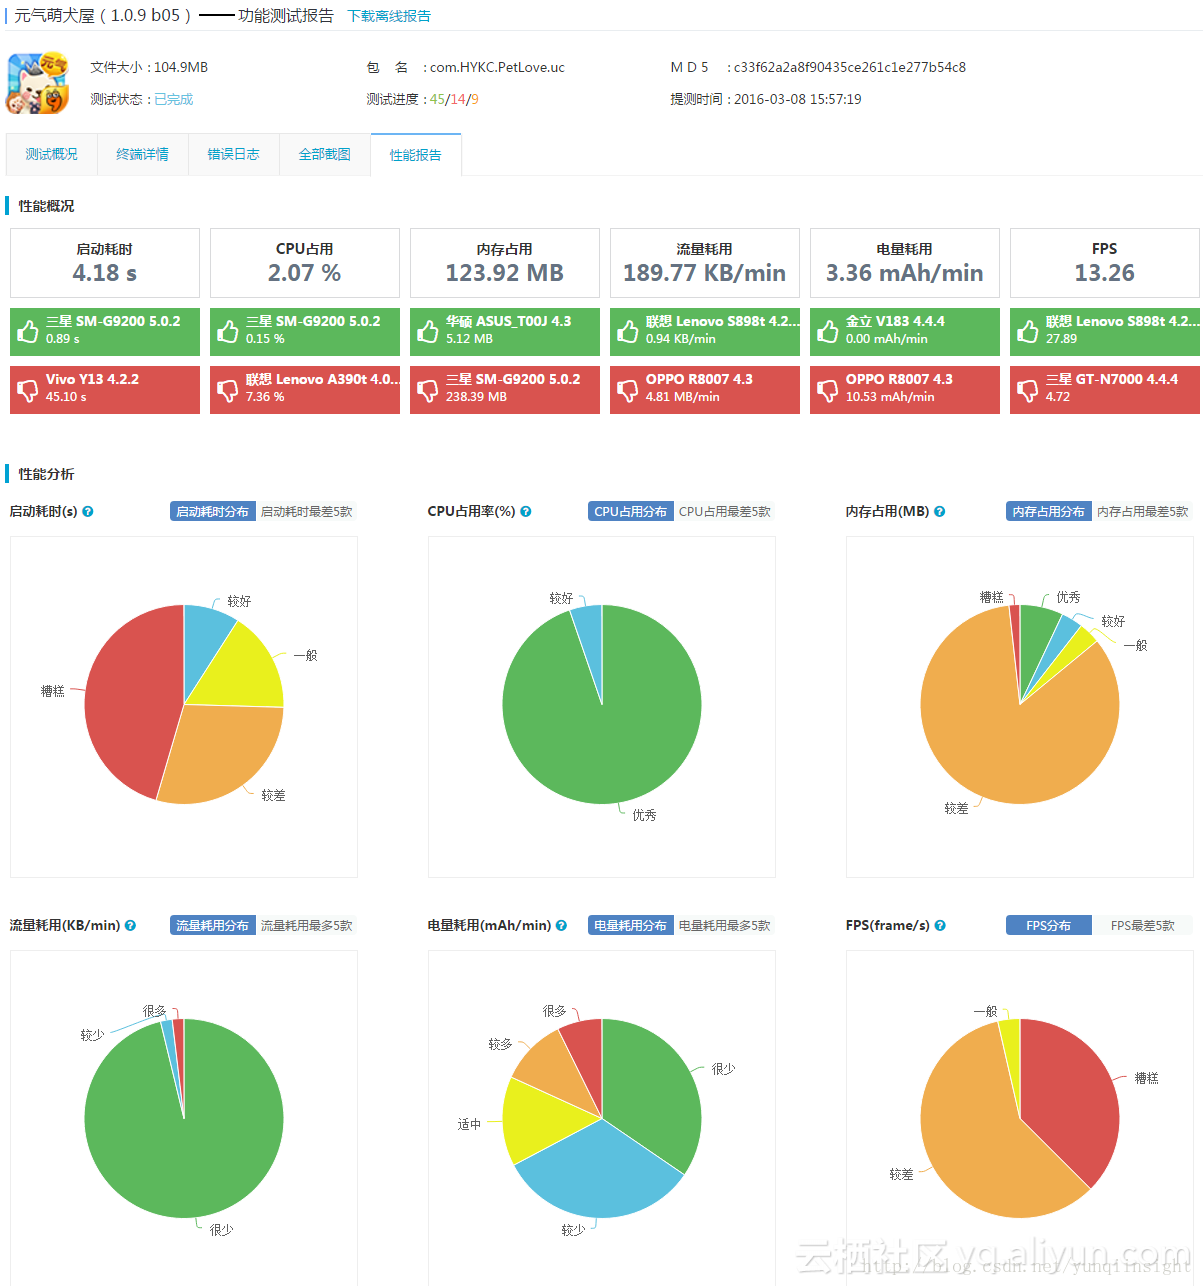 元气萌犬屋 ( 1.0.9 b05 ) —— 功能测试报告 下载离线报告
元气
文件大小 : 104.9MB 包 名 : com.HYKC.PetLove.uc M D 5 : c33f62a2a8f90435ce261c1e277b54c8
测试状态 : 已完成 测试进度 : 45/14/9 提测时间 : 2016-03-08 15:57:19
测试概况 终端详情 错误日志 全部截图 性能报告
性能概况
启动耗时 CPU占用 内存占用 流量耗用 电量耗用 FPS
4.18 s 2.07 % 123.92 MB 189.77 KB/min 3.36 mAh/min 13.26
三星 SM-G9200 5.0.2 三星 SM-G9200 5.0.2 华硕 ASUS_T00J 4.3 联想 Lenovo S898t 4.2... 金立 V183 4.4.4 联想 Lenovo S898t 4.2...
0.89 s 0.15 % 5.12 MB 0.94 KB/min 0.00 mAh/min 27.89
Vivo Y13 4.2.2 联想 Lenovo A390t 4.0... 三星 SM-G9200 5.0.2 OPPO R8007 4.3 OPPO R8007 4.3 三星 GT-N7000 4.4.4
45.10 s 7.36 % 238.39 MB 4.81 MB/min 10.53 mAh/min 4.72
性能分析
启动耗时(s) ? 启动耗时分布 启动耗时最差5款 CPU占用率(%) ? CPU占用分布 CPU占用最差5款 内存占用(MB) ? 内存占用分布 内存占用最差5款
较好
一般
糟糕
较差
较好
优秀
糟糕 优秀
较好
一般
较差
流量耗用(KB/min) ? 流量耗用分布 流量耗用最多5款 电量耗用(mAh/min) ? 电量耗用分布 电量耗用最多5款 FPS(frame/s) ? FPS分布 FPS最差5款
很多
较少
很少
很多
较多
很少
适中
较少
一般
糟糕
较差
云栖社区 yq.aliyun.com
http://blog.csdn.net/yunqiinsight